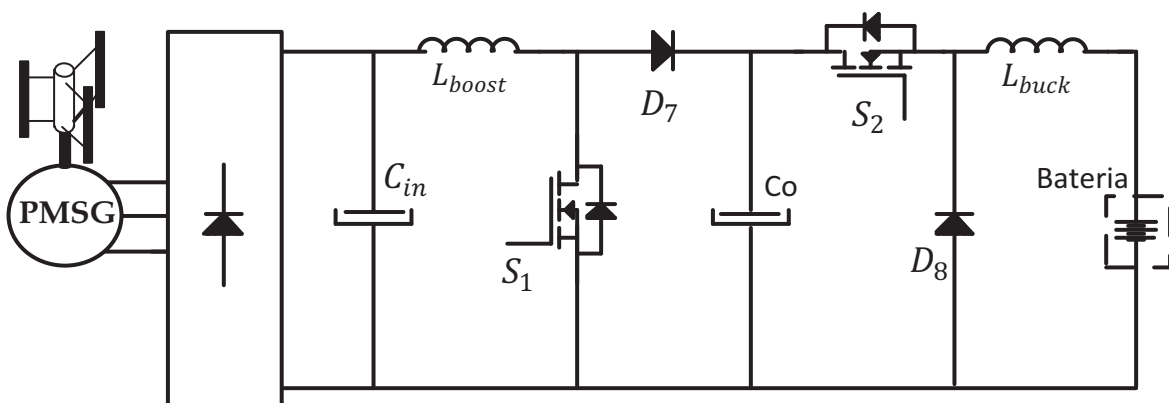 L_boost
D_7
S_2
L_buck
PMSG
C_in
S_1
Co
D_8
Bateria